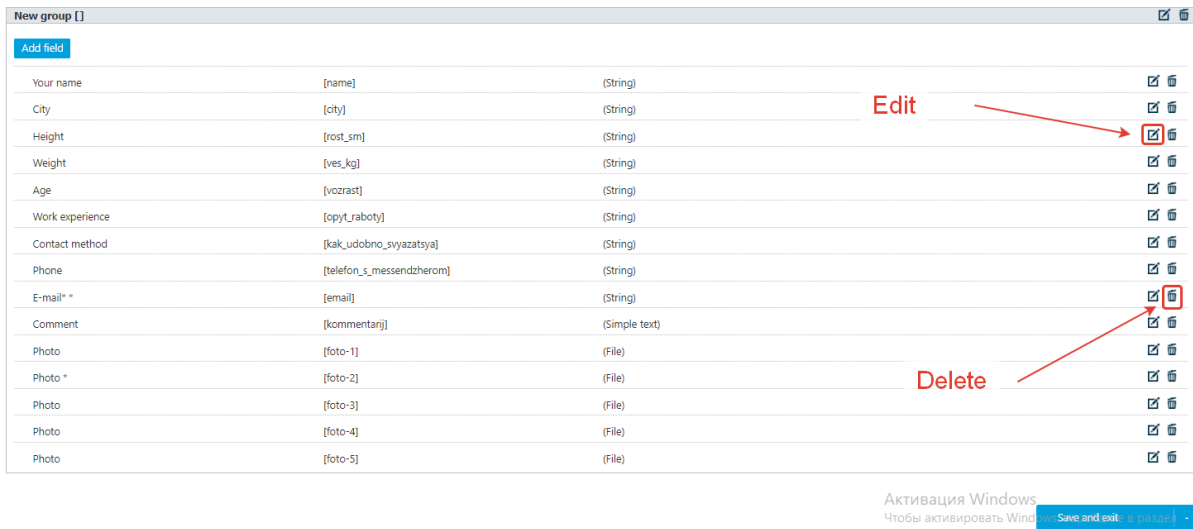 New group []
Add field
Your name [name] (String)
City [city] (String)
Edit
Height [rost_sm] (String)
Weight [ves_kg] (String)
Age [vozrast] (String)
Work experience [opyt_raboty] (String)
Contact method [kak_udobno_svyazatsya] (String)
Phone [telefon_s_messendzherom] (String)
E-mail* * [email] (String)
Comment [kommentarij] (Simple text)
Photo [foto-1] (File)
Photo * [foto-2] (File)
Delete
Photo [foto-3] (File)
Photo [foto-4] (File)
Photo [foto-5] (File)
Активация Windows
Чтобы активировать Windows в раздел
Save and exit